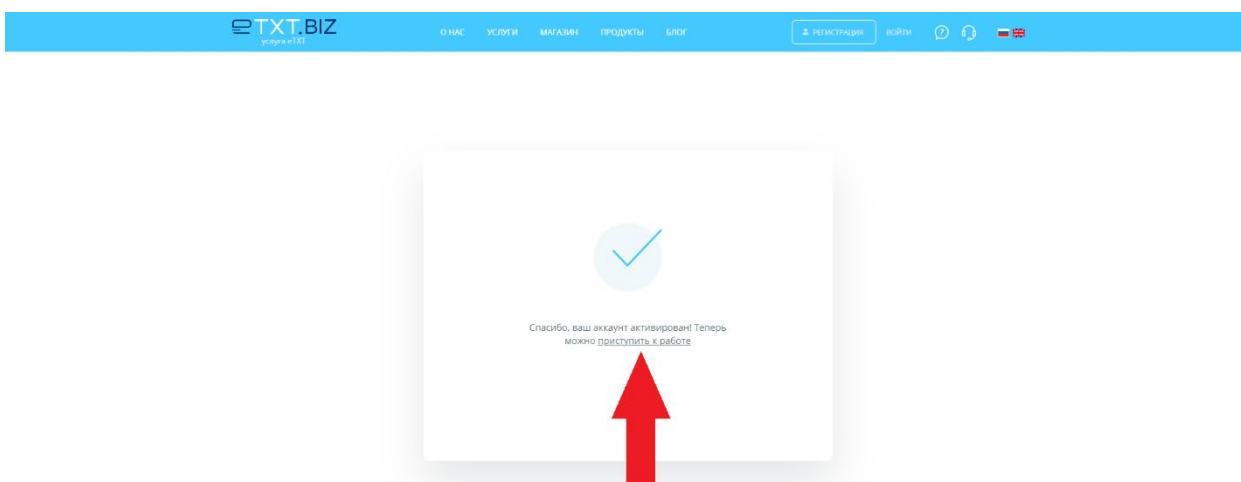 eTXT.BIZ
услуга eTXT
О НАС УСЛУГИ МАГАЗИН ПРОДУКТЫ БЛОГ РЕГИСТРАЦИЯ ВОЙТИ
Спасибо, ваш аккаунт активирован! Теперь
можно приступить к работе